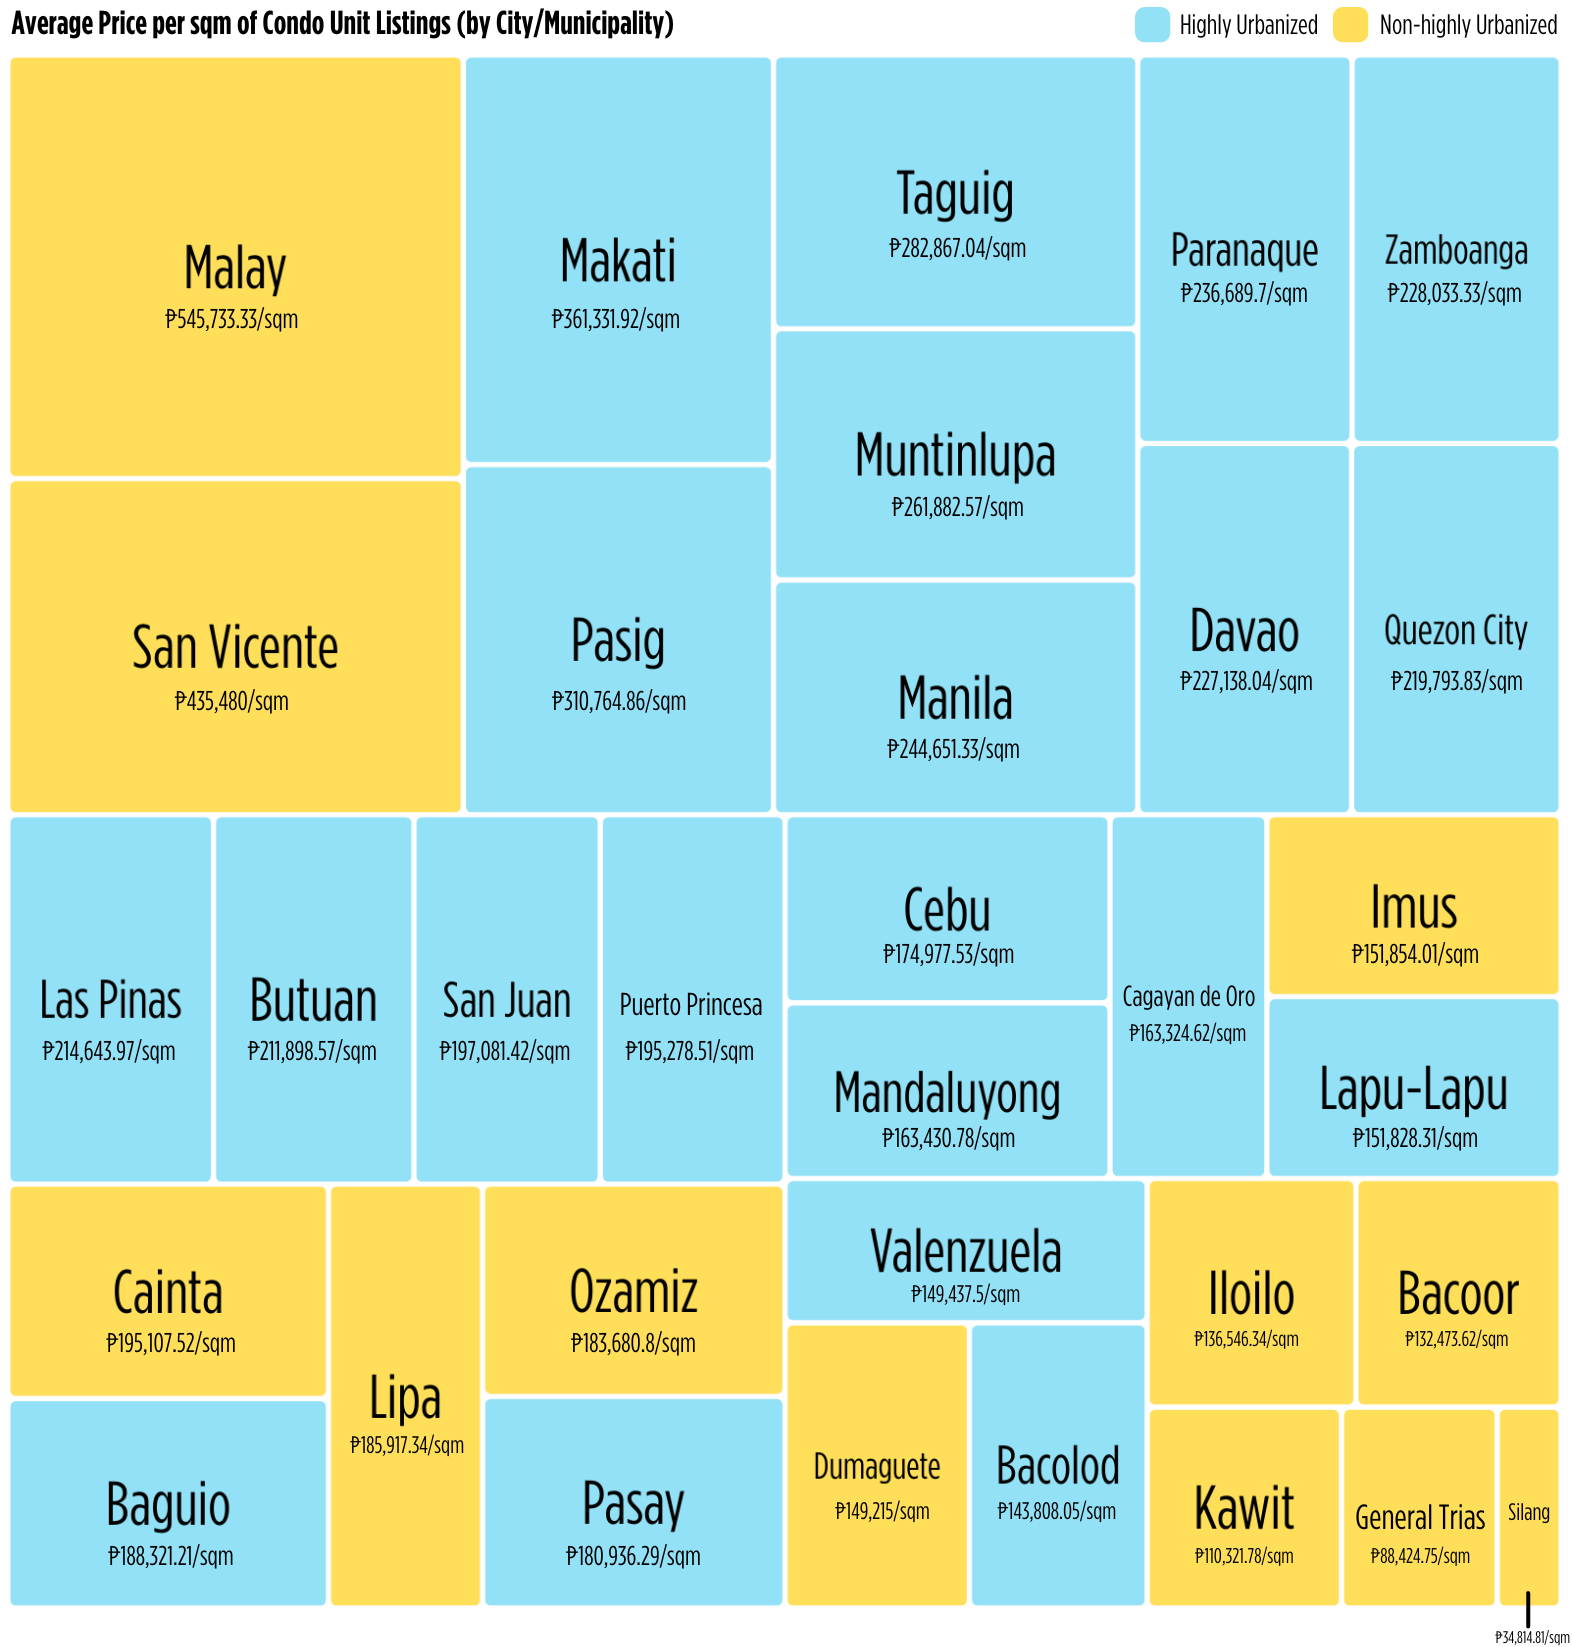 Average Price per sqm of Condo Unit Listings (by City/Municipality)
Highly Urbanized
Non-highly Urbanized
Malay
₱545,733.33/sqm
Makati
₱361,331.92/sqm
Taguig
₱282,867.04/sqm
Paranaque
₱236,689.7/sqm
Zamboanga
₱228,033.33/sqm
Muntinlupa
₱261,882.57/sqm
San Vicente
₱435,480/sqm
Pasig
₱310,764.86/sqm
Manila
₱244,651.33/sqm
Davao
₱227,138.04/sqm
Quezon City
₱219,793.83/sqm
Las Pinas
₱214,643.97/sqm
Butuan
₱211,898.57/sqm
San Juan
₱197,081.42/sqm
Puerto Princesa
₱195,278.51/sqm
Cebu
₱174,977.53/sqm
Mandaluyong
₱163,430.78/sqm
Cagayan de Oro
₱163,324.62/sqm
Imus
₱151,854.01/sqm
Lapu-Lapu
₱151,828.31/sqm
Cainta
₱195,107.52/sqm
Baguio
₱188,321.21/sqm
Lipa
₱185,917.34/sqm
Ozamiz
₱183,680.8/sqm
Pasay
₱180,936.29/sqm
Valenzuela
₱149,437.5/sqm
Dumaguete
₱149,215/sqm
Bacolod
₱143,808.05/sqm
Iloilo
₱136,546.34/sqm
Bacoor
₱132,473.62/sqm
Kawit
₱110,321.78/sqm
General Trias
₱88,424.75/sqm
Silang
₱34,814.81/sqm